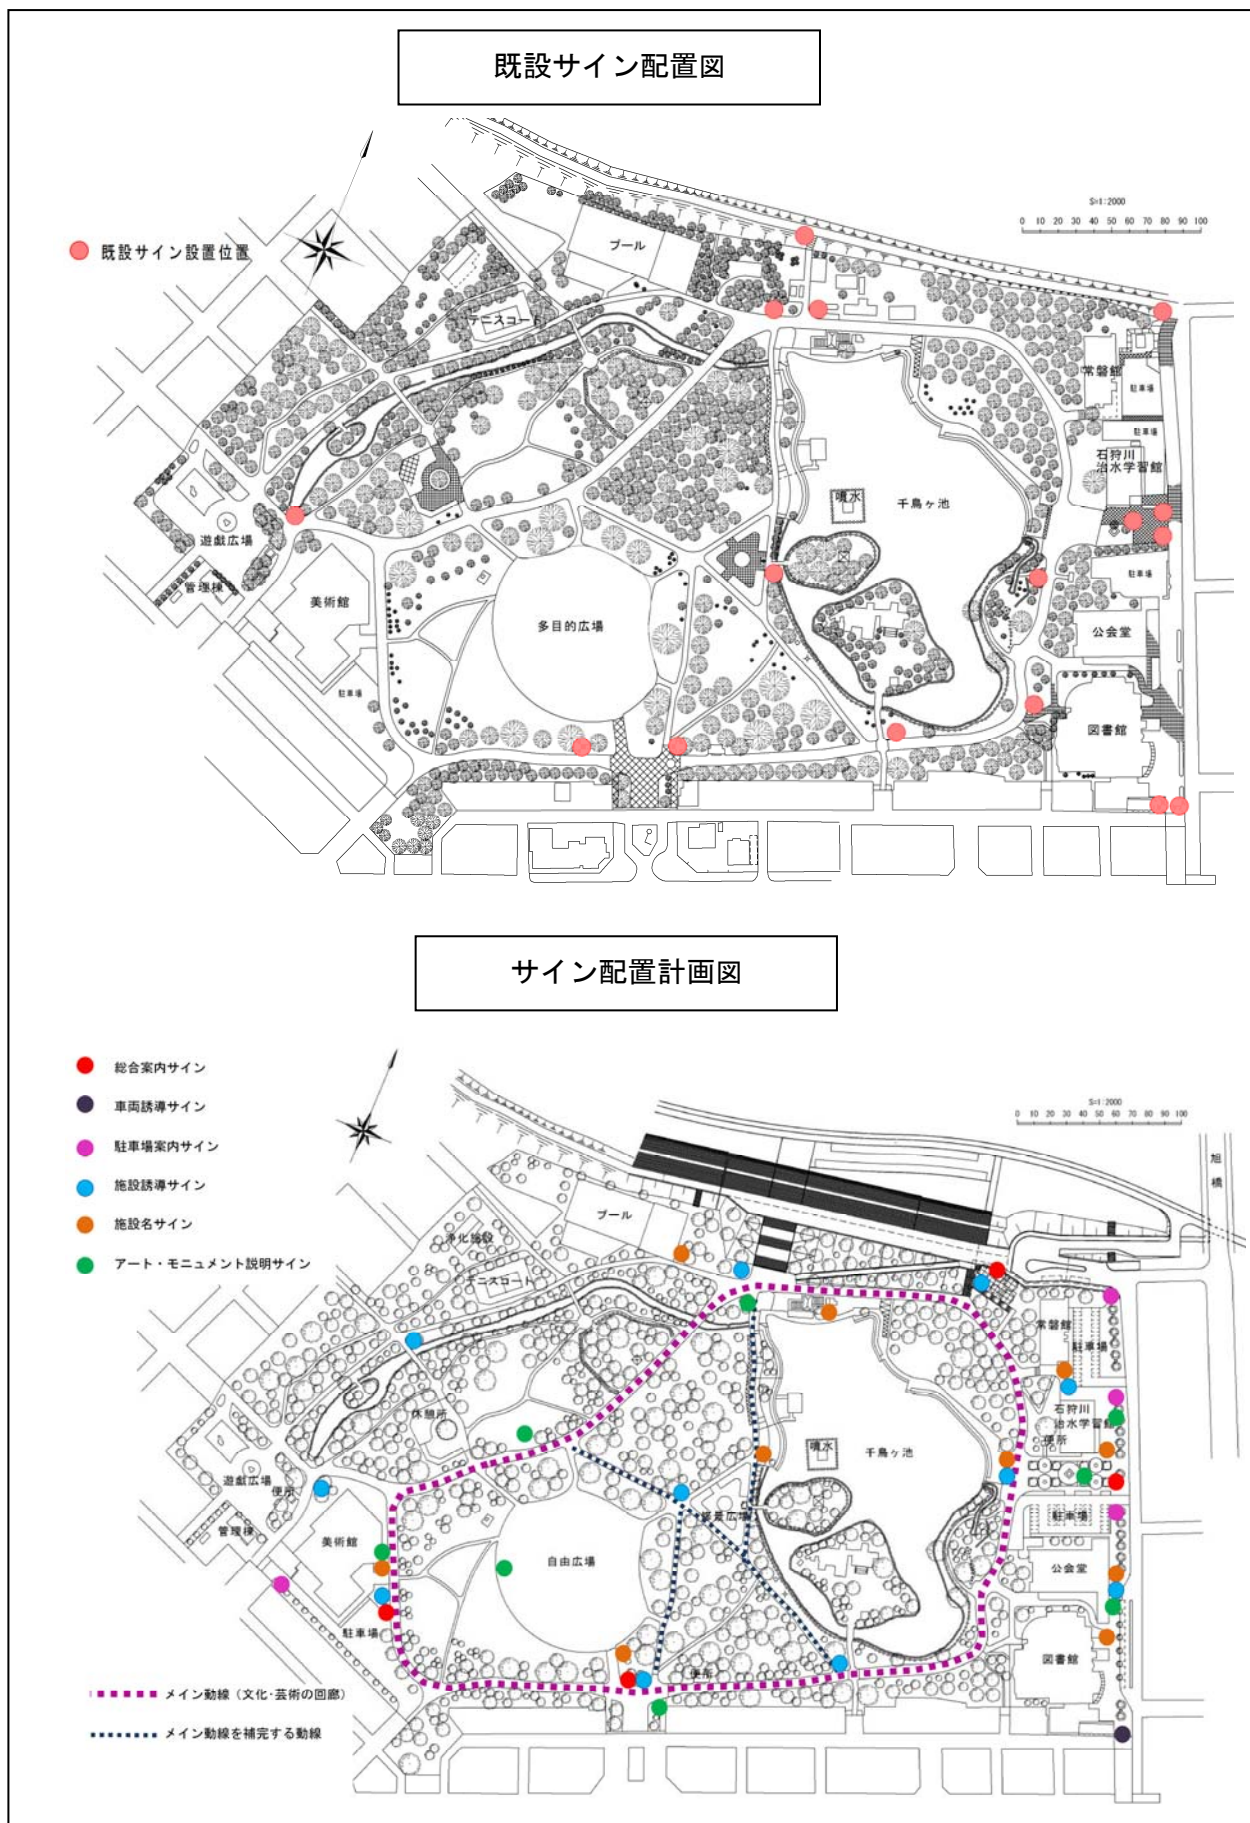 既設サイン配置図
S=1:2000
0 10 20 30 40 50 60 70 80 90 100
既設サイン設置位置
プール
テニスコート
常磐館
駐車場
駐車場
石狩川
治水学習館
噴水
千鳥ヶ池
遊戯広場
管理棟
美術館
多目的広場
駐車場
公会堂
駐車場
図書館
サイン配置計画図
総合案内サイン
車両誘導サイン
駐車場案内サイン
施設誘導サイン
施設名サイン
アート・モニュメント説明サイン
S=1:2000
0 10 20 30 40 50 60 70 80 90 100
旭橋
プール
浄化施設
テニスコート
常磐館
駐車場
休憩所
石狩川
治水学習館
便所
噴水
千鳥ヶ池
遊戯広場
便所
管理棟
美術館
自由広場
駐車場
公会堂
駐車場
便所
図書館
メイン動線（文化・芸術の回廊）
メイン動線を補完する動線